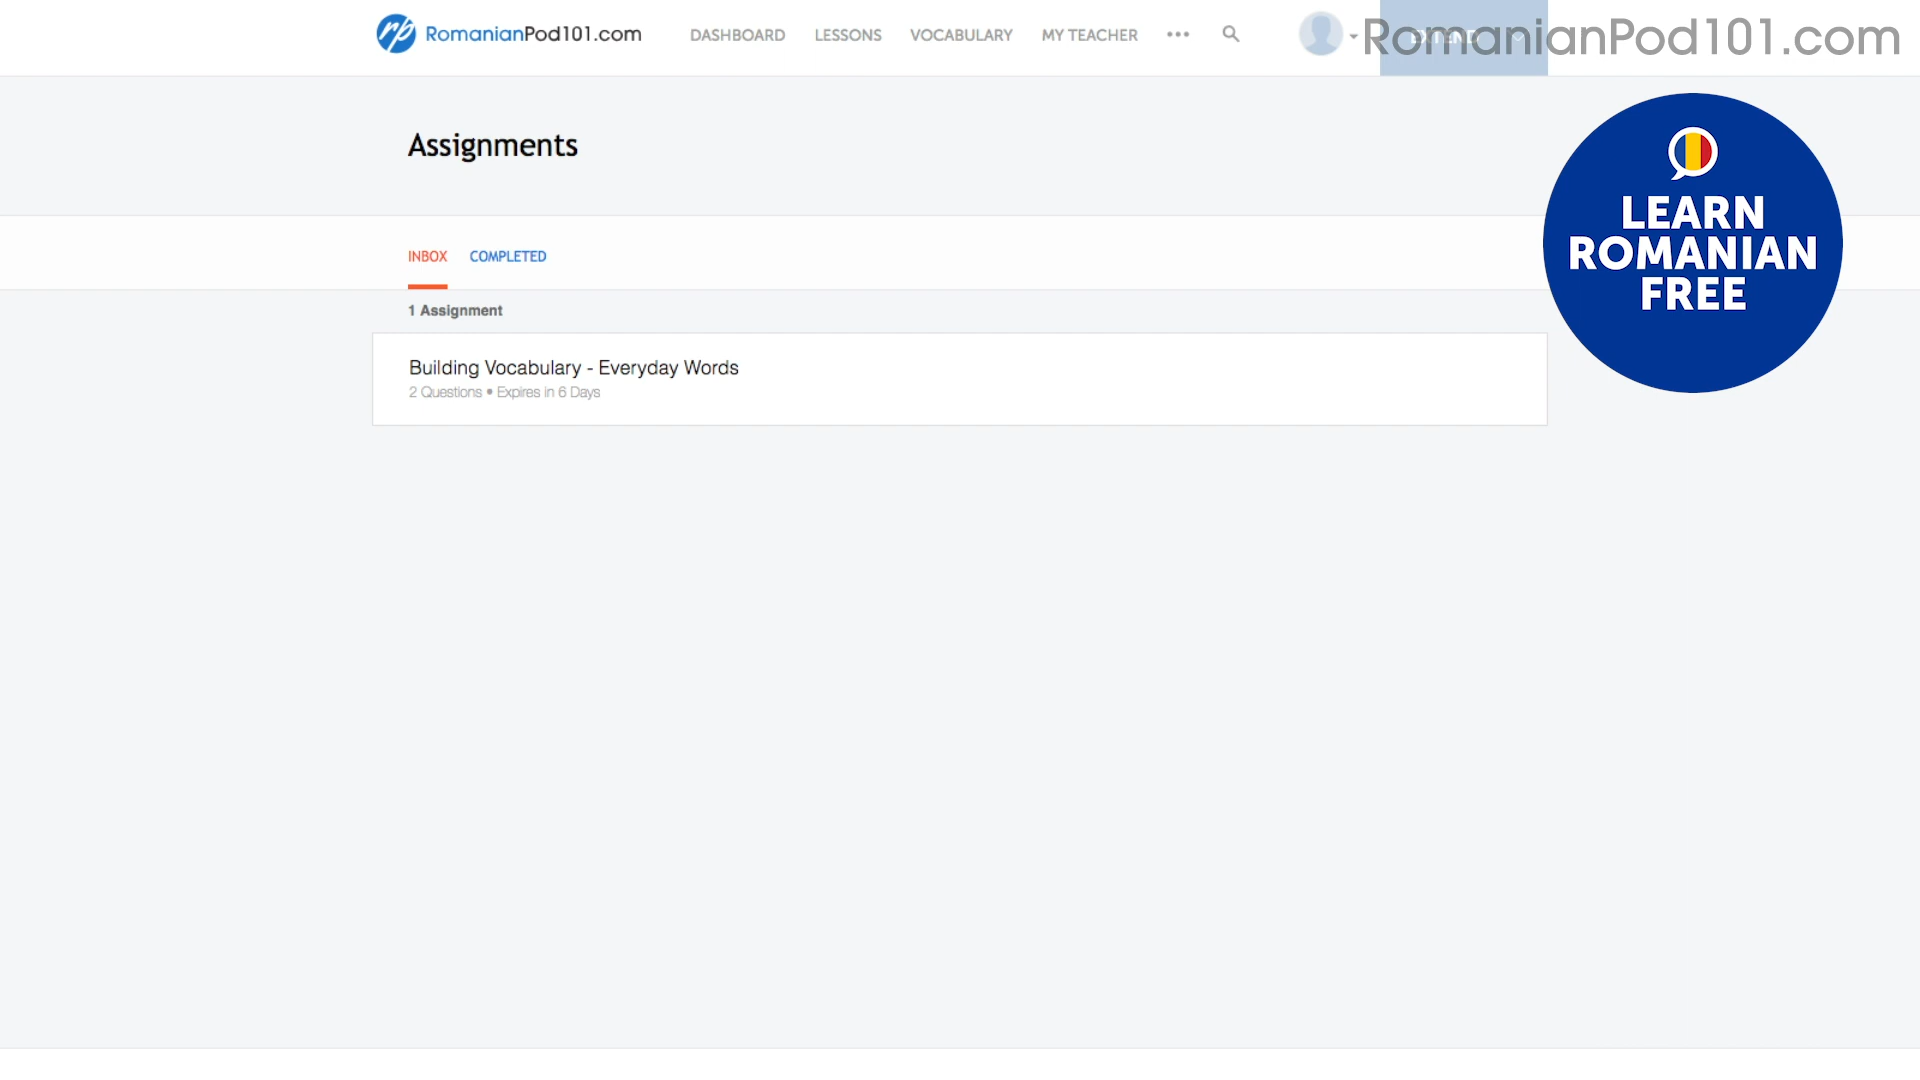 RomanianPod101.com
DASHBOARD
LESSONS
VOCABULARY
MY TEACHER
EXTEND
RomanianPod101.com
Assignments
LEARN
ROMANIAN
FREE
INBOX
COMPLETED
1 Assignment
Building Vocabulary - Everyday Words
2 Questions • Expires in 6 Days